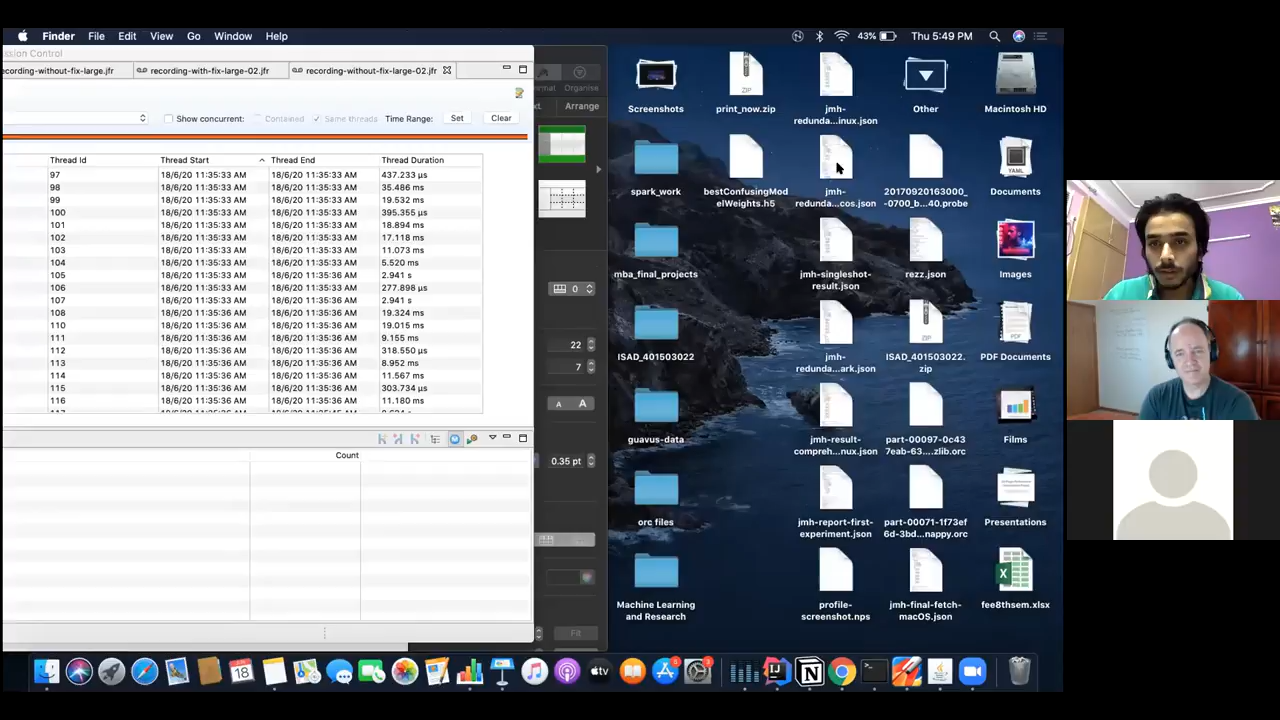 Finder File Edit View Go Window Help
43% Thu 5:49 PM
ssion Control
ecording-without-fix-large.jfr
recording-with-fix-large-02.jfr
recording-without-fix-large-02.jfr
Show concurrent: Contained Same threads Time Range: Set Clear
Thread Id Thread Start Thread End Thread Duration
97 18/6/20 11:35:33 AM 18/6/20 11:35:33 AM 437.233 µs
98 18/6/20 11:35:33 AM 18/6/20 11:35:33 AM 35.486 ms
99 18/6/20 11:35:33 AM 18/6/20 11:35:33 AM 19.532 ms
100 18/6/20 11:35:33 AM 18/6/20 11:35:33 AM 395.355 µs
101 18/6/20 11:35:33 AM 18/6/20 11:35:33 AM 18.894 ms
102 18/6/20 11:35:33 AM 18/6/20 11:35:33 AM 17.118 ms
103 18/6/20 11:35:33 AM 18/6/20 11:35:33 AM 11.073 ms
104 18/6/20 11:35:33 AM 18/6/20 11:35:33 AM 5.520 ms
105 18/6/20 11:35:33 AM 18/6/20 11:35:36 AM 2.941 s
106 18/6/20 11:35:36 AM 18/6/20 11:35:36 AM 277.898 µs
107 18/6/20 11:35:33 AM 18/6/20 11:35:36 AM 2.941 s
108 18/6/20 11:35:36 AM 18/6/20 11:35:36 AM 19.324 ms
110 18/6/20 11:35:36 AM 18/6/20 11:35:36 AM 19.015 ms
111 18/6/20 11:35:36 AM 18/6/20 11:35:36 AM 9.155 ms
112 18/6/20 11:35:36 AM 18/6/20 11:35:36 AM 318.550 µs
113 18/6/20 11:35:36 AM 18/6/20 11:35:36 AM 8.952 ms
114 18/6/20 11:35:36 AM 18/6/20 11:35:36 AM 11.567 ms
115 18/6/20 11:35:36 AM 18/6/20 11:35:36 AM 303.734 µs
116 18/6/20 11:35:36 AM 18/6/20 11:35:36 AM 11.180 ms
Count
Organise
Arrange
0
22
7
A A
0.35 pt
Fit
Screenshots
ZIP
print_now.zip
jmh-
redunda...inux.json
Other
Macintosh HD
spark_work
bestConfusingMod
elWeights.h5
jmh-
redunda...cos.json
20170920163000_
-0700_b...40.probe
YAML
Documents
mba_final_projects
jmh-singleshot-
result.json
rezz.json
Images
ISAD_401503022
jmh-
redunda...ark.json
ZIP
ISAD_401503022.
zip
PDF
PDF Documents
guavus-data
jmh-result-
compreh...nux.json
part-00097-0c43
7eab-63....zlib.orc
Films
orc files
jmh-report-first-
experiment.json
part-00071-1f73ef
6d-3bd...nappy.orc
Presentations
Machine Learning
and Research
profile-
screenshot.nps
jmh-final-fetch-
macOS.json
fee8thsem.xlsx
18
tv